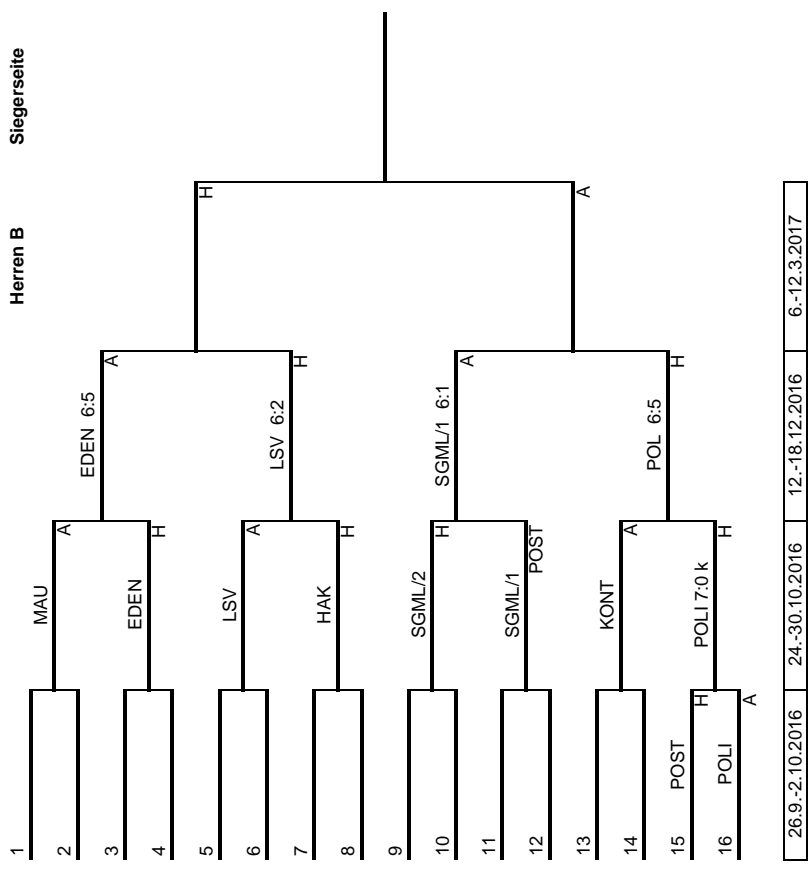 Herren B
Siegerseite
1
2
3
4
5
6
7
8
9
10
11
12
13
14
15
16
POST
H
POLI
A
MAU
A
EDEN
H
LSV
A
HAK
H
SGML/2
H
SGML/1
POST
KONT
A
POLI 7:0 k
H
EDEN 6:5
A
LSV 6:2
H
SGML/1 6:1
A
POL 6:5
H
H
A
26.9.-2.10.2016
24.-30.10.2016
12.-18.12.2016
6.-12.3.2017